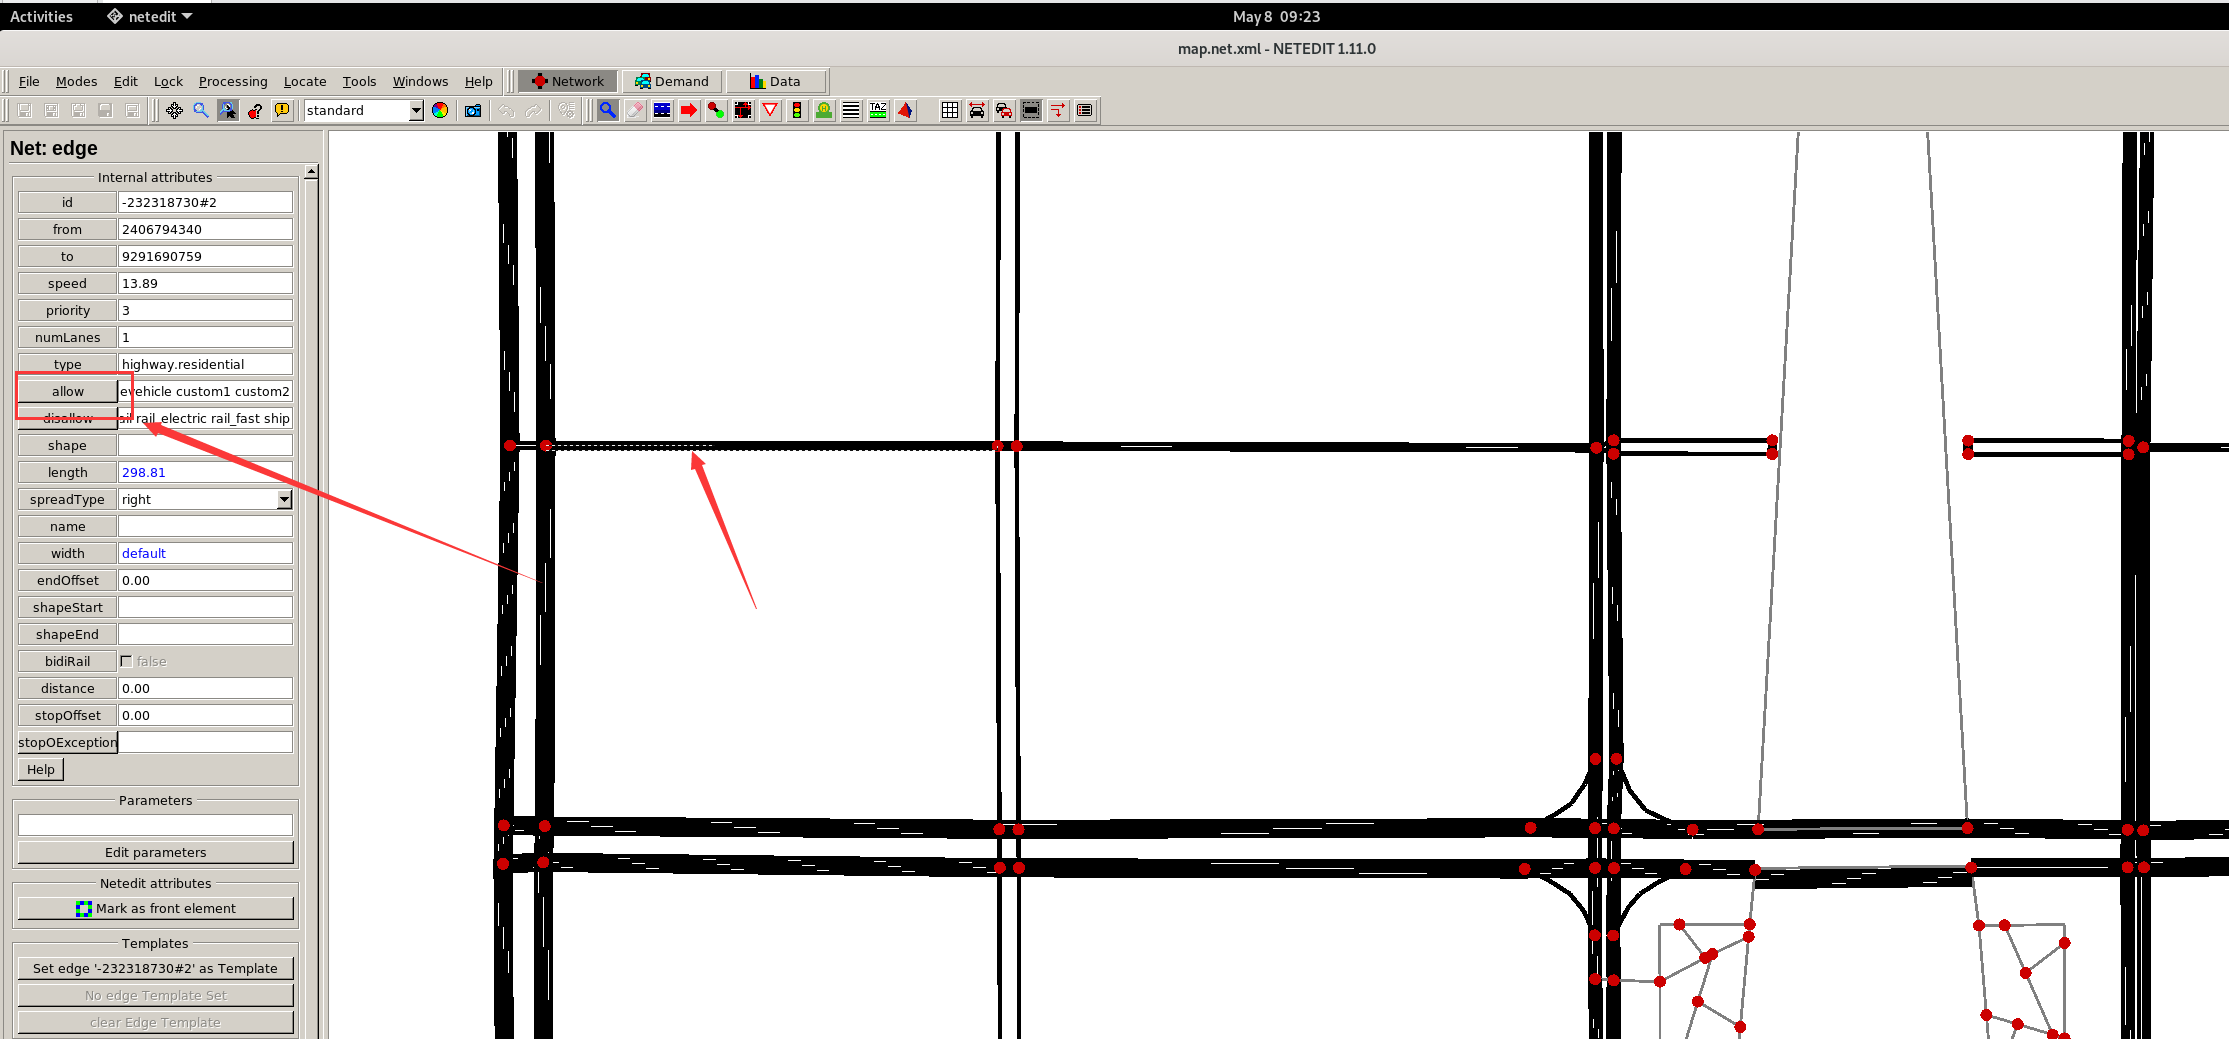 Activities
netedit
May 8 09:23
map.net.xml - NETEDIT 1.11.0
File Modes Edit Lock Processing Locate Tools Windows Help Network Demand Data
standard
TAZ
Net: edge
Internal attributes
id -232318730#2
from 2406794340
to 9291690759
speed 13.89
priority 3
numLanes 1
type highway.residential
allow evehicle custom1 custom2
disallow ail rail_electric rail_fast ship
shape
length 298.81
spreadType right
name
width default
endOffset 0.00
shapeStart
shapeEnd
bidiRail false
distance 0.00
stopOffset 0.00
stopOException
Help
Parameters
Edit parameters
Netedit attributes
Mark as front element
Templates
Set edge '-232318730#2' as Template
No edge Template Set
clear Edge Template